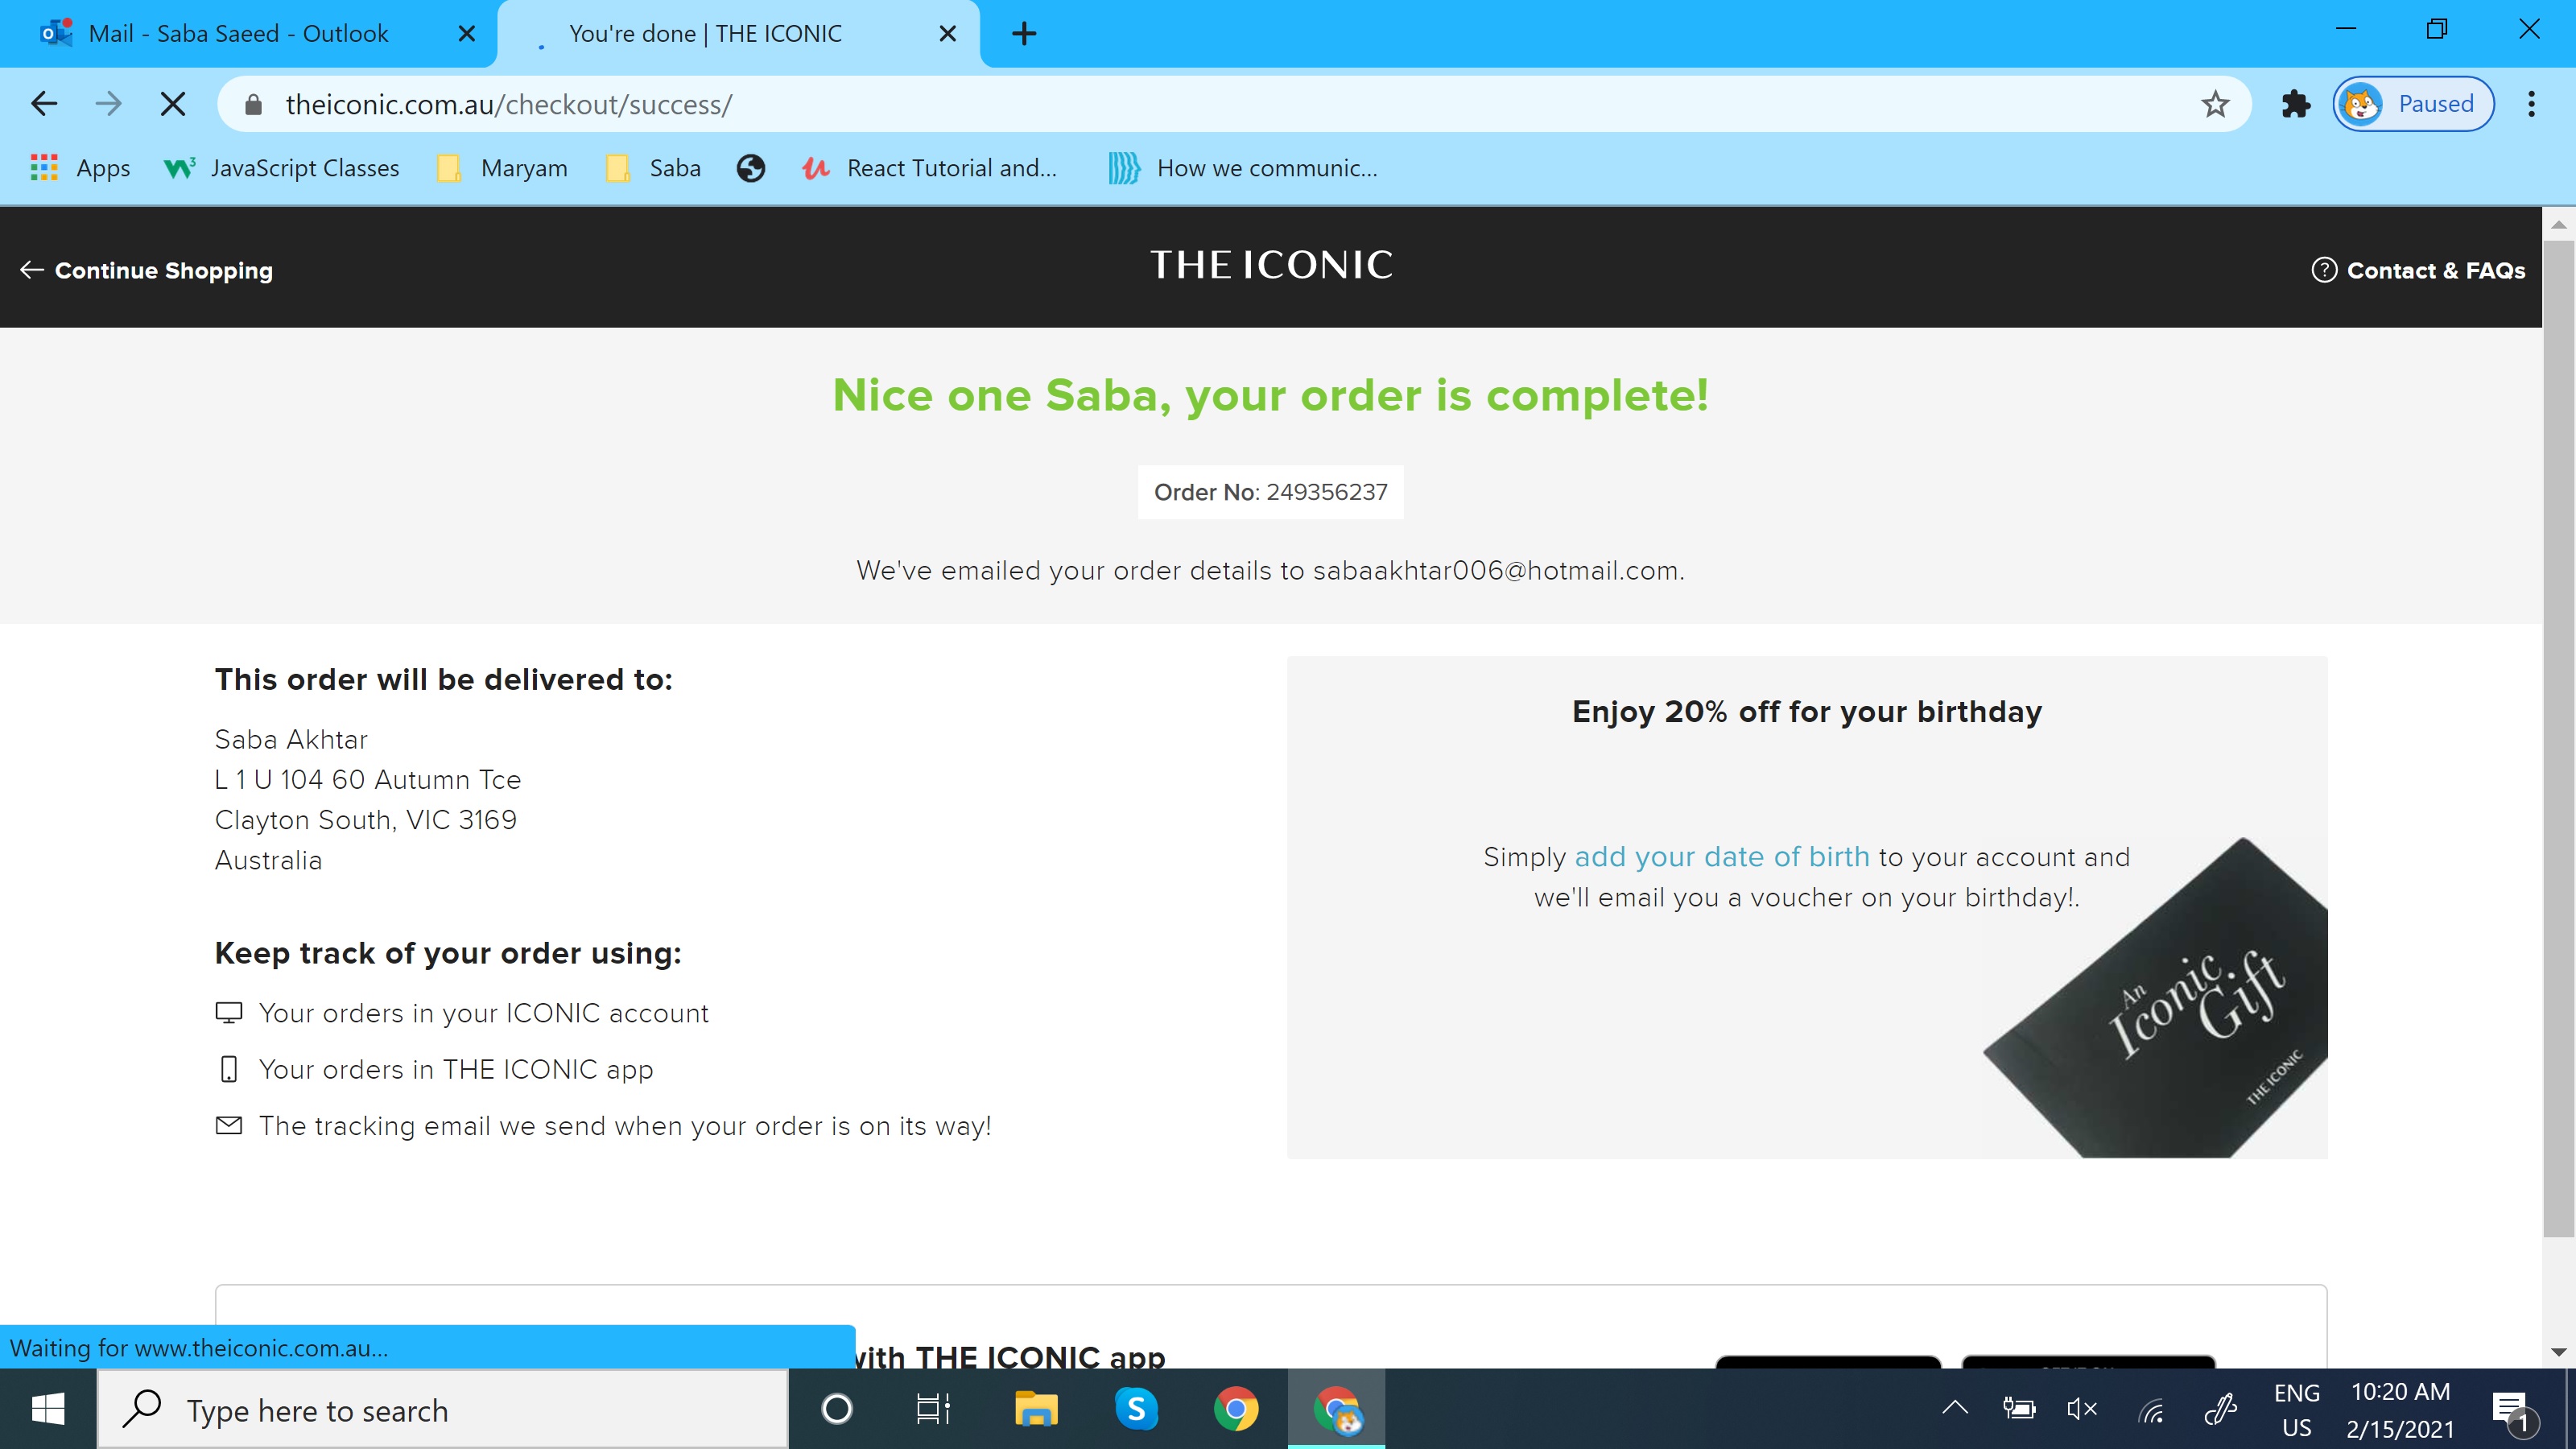 Mail - Saba Saeed - Outlook
You're done | THE ICONIC
theiconic.com.au/checkout/success/
Paused
Apps
JavaScript Classes
Maryam
Saba
React Tutorial and...
How we communic...
Continue Shopping
THE ICONIC
Contact & FAQs
Nice one Saba, your order is complete!
Order No: 249356237
We've emailed your order details to sabaakhtar006@hotmail.com.
This order will be delivered to:
Saba Akhtar
L 1 U 104 60 Autumn Tce
Clayton South, VIC 3169
Australia
Keep track of your order using:
Your orders in your ICONIC account
Your orders in THE ICONIC app
The tracking email we send when your order is on its way!
Enjoy 20% off for your birthday
Simply add your date of birth to your account and
we'll email you a voucher on your birthday!.
An
Iconic
Gift
THE ICONIC
Waiting for www.theiconic.com.au...
with THE ICONIC app
Type here to search
ENG
US
10:20 AM
2/15/2021
1